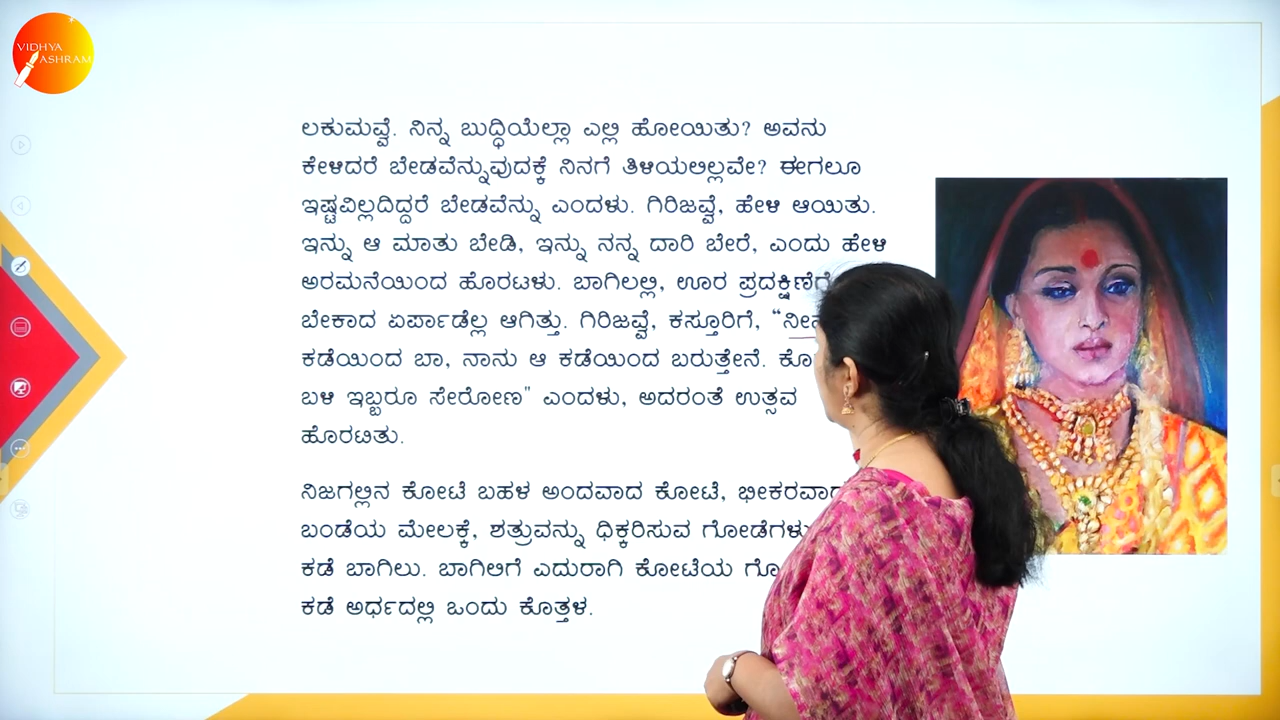 VIDHYA
ASHRAM
ಲಕುಮವ್ವೆ. ನಿನ್ನ ಬುದ್ಧಿಯೆಲ್ಲಾ ಎಲ್ಲಿ ಹೋಯಿತು? ಅವನು
ಕೇಳಿದರೆ ಬೇಡವೆನ್ನುವುದಕ್ಕೆ ನಿನಗೆ ತಿಳಿಯಲಿಲ್ಲವೇ? ಈಗಲೂ
ಇಷ್ಟವಿಲ್ಲದಿದ್ದರೆ ಬೇಡವೆನ್ನು ಎಂದಳು. ಗಿರಿಜವ್ವೆ, ಹೇಳಿ ಆಯಿತು.
ಇನ್ನು ಆ ಮಾತು ಬೇಡಿ, ಇನ್ನು ನನ್ನ ದಾರಿ ಬೇರೆ, ಎಂದು ಹೇಳಿ
ಅರಮನೆಯಿಂದ ಹೊರಟಳು. ಬಾಗಿಲಲ್ಲಿ, ಊರ ಪ್ರದಕ್ಷಿಣೆಗೆ
ಬೇಕಾದ ಏರ್ಪಾಡೆಲ್ಲ ಆಗಿತ್ತು. ಗಿರಿಜವ್ವೆ, ಕಸ್ತೂರಿಗೆ,
ಕಡೆಯಿಂದ ಬಾ, ನಾನು ಆ ಕಡೆಯಿಂದ ಬರುತ್ತೇನೆ.
ಬಳಿ ಇಬ್ಬರೂ ಸೇರೋಣ" ಎಂದಳು, ಅದರಂತೆ ಉತ್ಸವ
ಹೊರಟಿತು.
ನಿಜಗಲ್ಲಿನ ಕೋಟೆ ಬಹಳ ಅಂದವಾದ ಕೋಟೆ,
ಬಂಡೆಯ ಮೇಲಕ್ಕೆ, ಶತ್ರುವನ್ನು ಧಿಕ್ಕರಿಸುವ
ಕಡೆ ಬಾಗಿಲು. ಬಾಗಿಲಿಗೆ ಎದುರಾಗಿ ಕೋಟೆಯ
ಕಡೆ ಅರ್ಧದಲ್ಲಿ ಒಂದು ಕೊತ್ತಳ.